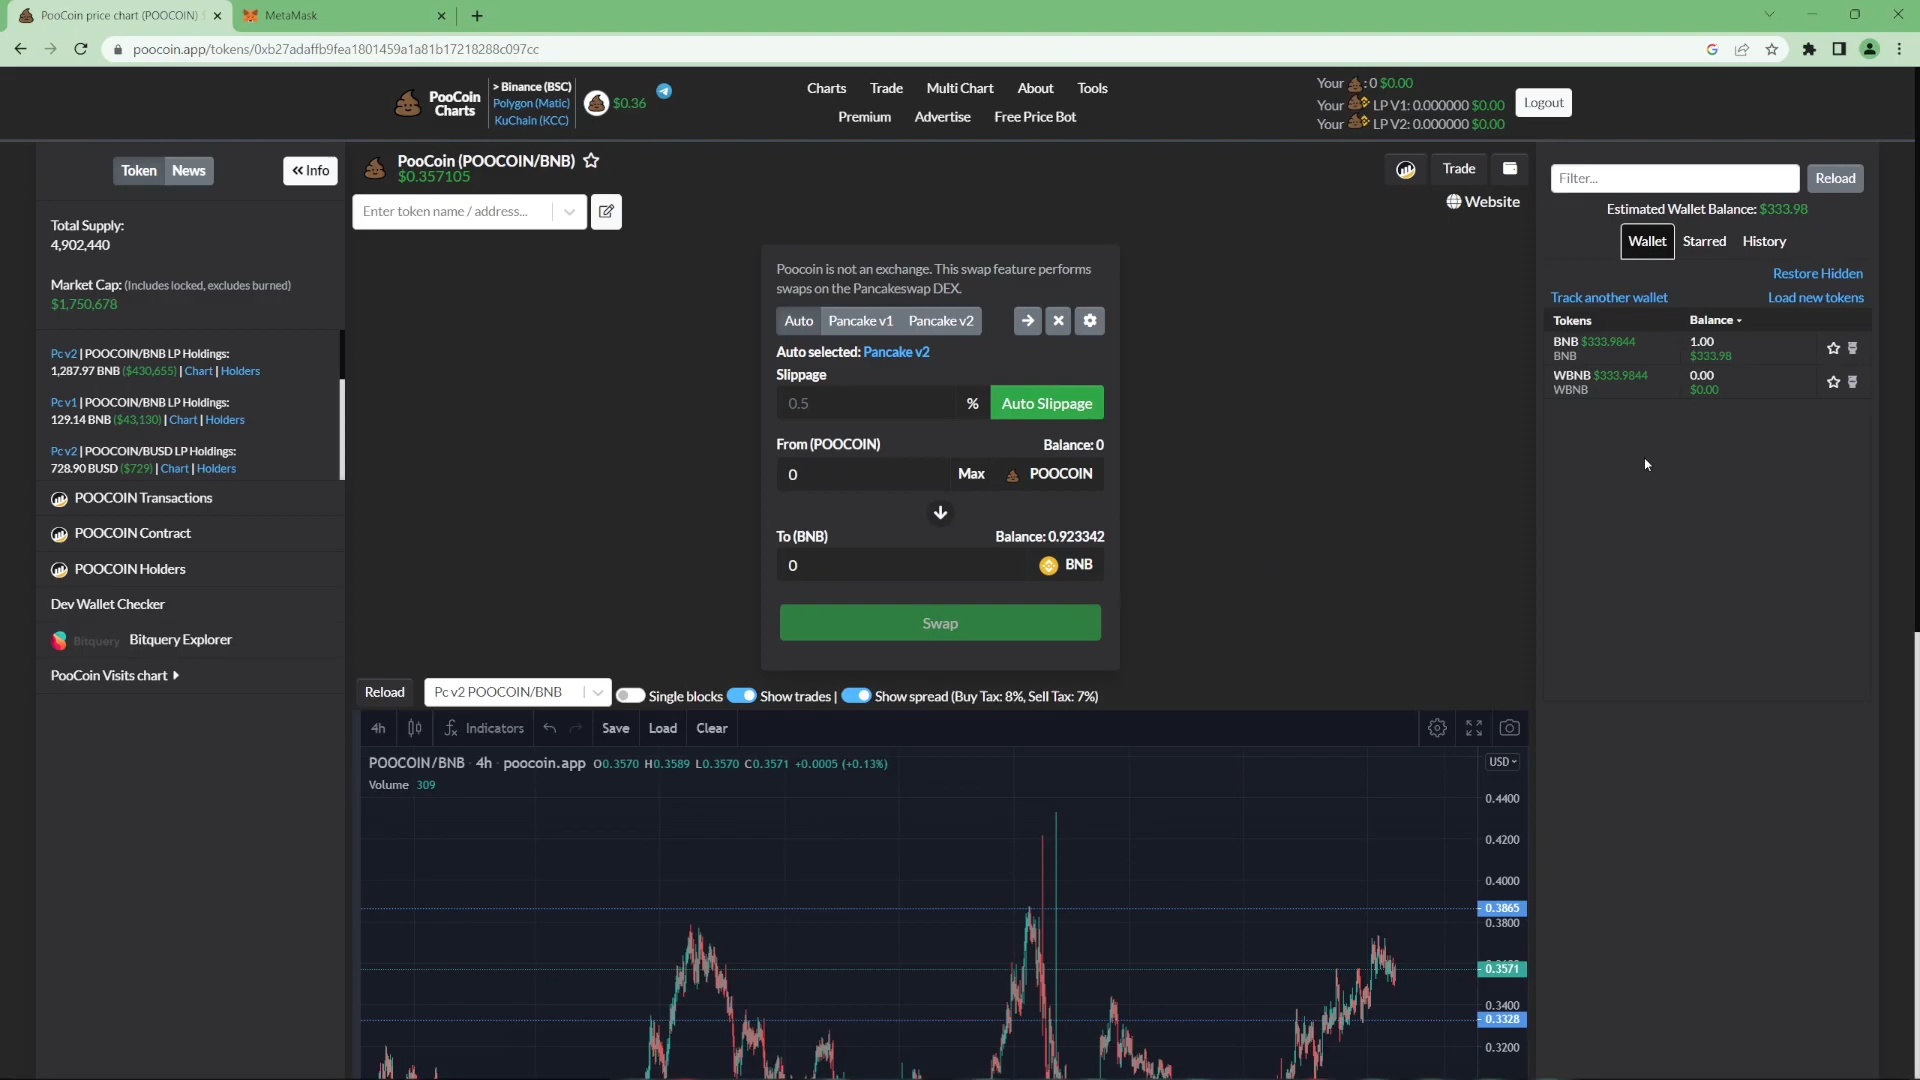 PooCoin price chart (POOCOIN)
MetaMask
poocoin.app/tokens/0xb27adaffb9fea1801459a1a81b17218288c097cc
PooCoin Charts
> Binance (BSC)
Polygon (Matic)
KuChain (KCC)
$0.36
Charts Trade Multi Chart About Tools
Premium Advertise Free Price Bot
Your : 0 $0.00
Your LP V1: 0.000000 $0.00
Your LP V2: 0.000000 $0.00
Logout
Token News
« Info
Total Supply:
4,902,440
Market Cap: (Includes locked, excludes burned)
$1,750,678
Pc v2 | POOCOIN/BNB LP Holdings:
1,287.97 BNB ($430,655) | Chart | Holders
Pc v1 | POOCOIN/BNB LP Holdings:
129.14 BNB ($43,130) | Chart | Holders
Pc v2 | POOCOIN/BUSD LP Holdings:
728.90 BUSD ($729) | Chart | Holders
POOCOIN Transactions
POOCOIN Contract
POOCOIN Holders
Dev Wallet Checker
Bitquery Bitquery Explorer
PooCoin Visits chart
PooCoin (POOCOIN/BNB)
$0.357105
Enter token name / address...
Trade
Website
Poocoin is not an exchange. This swap feature performs
swaps on the Pancakeswap DEX.
Auto Pancake v1 Pancake v2
Auto selected: Pancake v2
Slippage
0.5 % Auto Slippage
From (POOCOIN) Balance: 0
0 Max POOCOIN
To (BNB) Balance: 0.923342
0 BNB
Swap
Reload Pc v2 POOCOIN/BNB Single blocks Show trades | Show spread (Buy Tax: 8%, Sell Tax: 7%)
4h Indicators Save Load Clear
POOCOIN/BNB · 4h · poocoin.app O0.3570 H0.3589 L0.3570 C0.3571 +0.0005 (+0.13%)
Volume 309
USD
0.4400
0.4200
0.4000
0.3865
0.3800
0.3571
0.3400
0.3328
0.3200
Filter... Reload
Estimated Wallet Balance: $333.98
Wallet Starred History
Restore Hidden
Track another wallet Load new tokens
Tokens Balance
BNB $333.9844 1.00
BNB $333.98
WBNB $333.9844 0.00
WBNB $0.00